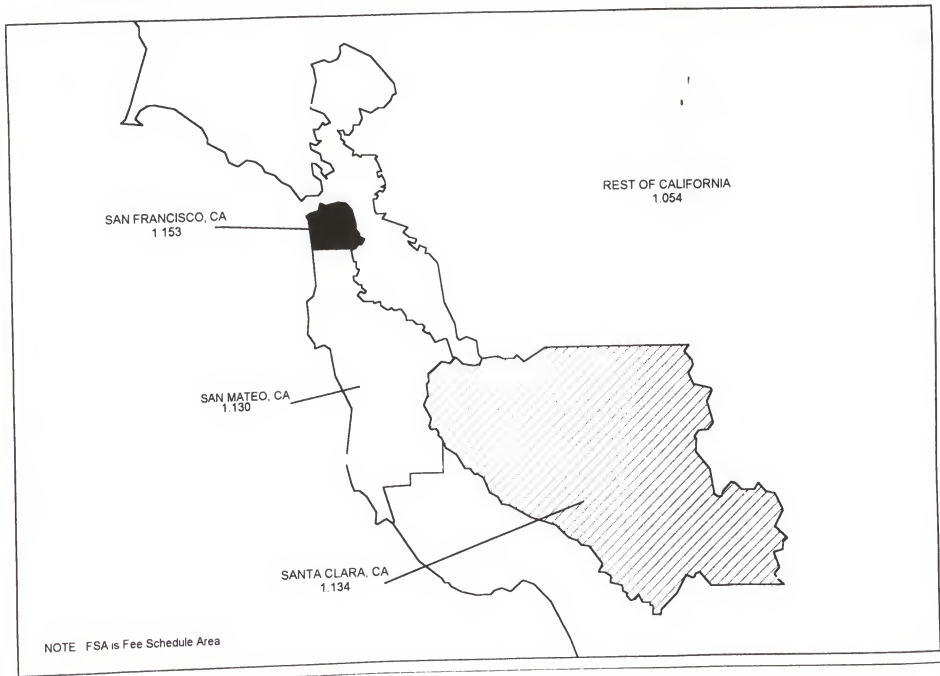 REST OF CALIFORNIA
1.054
SAN FRANCISCO, CA
1 153
SAN MATEO, CA
1.130
SANTA CLARA, CA
1.134
NOTE FSA is Fee Schedule Area